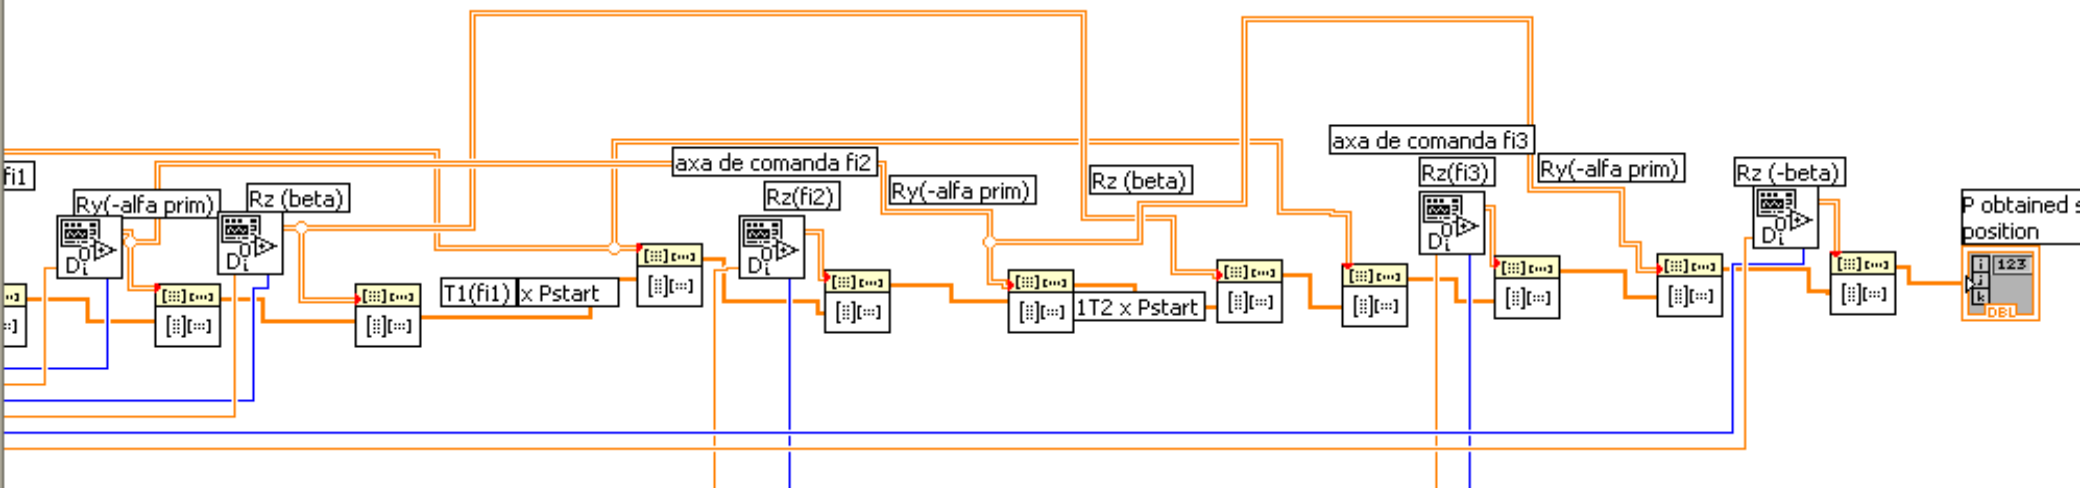 fi1
Ry(-alfa prim)
Rz (beta)
T1(fi1) x Pstart
axa de comanda fi2
Rz(fi2)
Ry(-alfa prim)
1T2 x Pstart
Rz (beta)
axa de comanda fi3
Rz(fi3)
Ry(-alfa prim)
Rz (-beta)
P obtained s
position
i
j
k
123
DBL